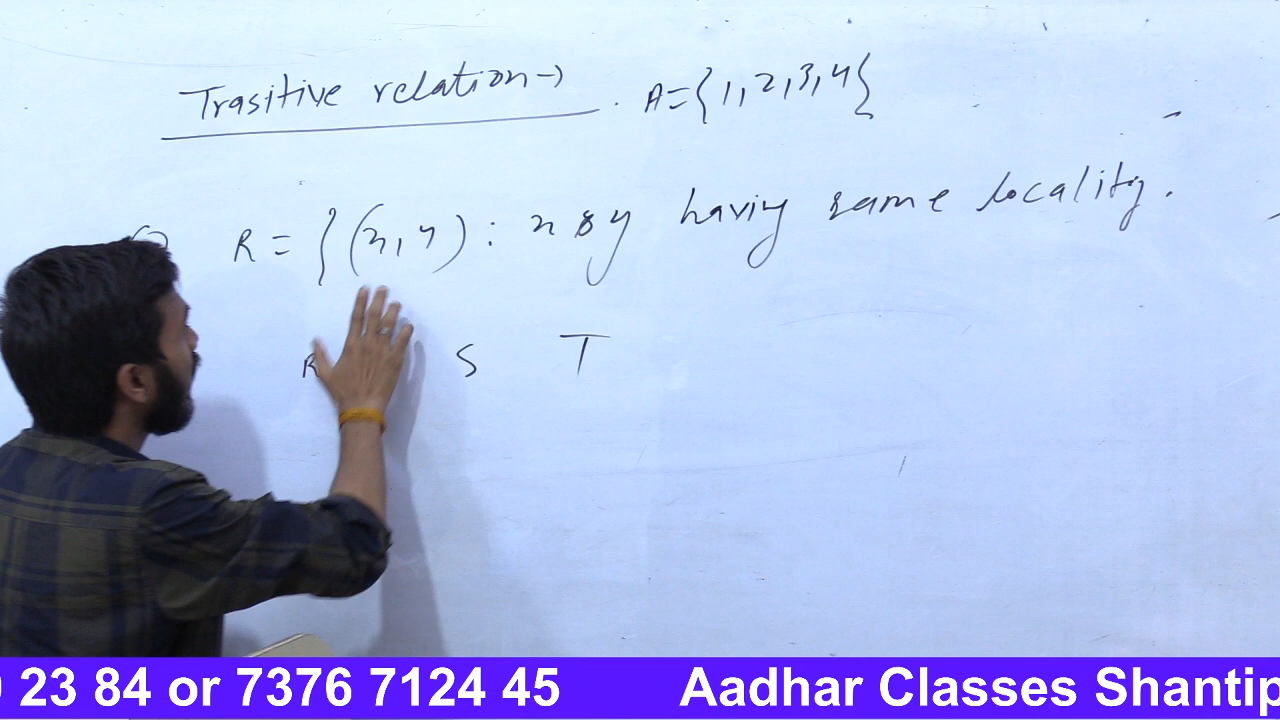 Trasitive relation→ . A={1,2,3,4}
R = {(x,y) : x & y having same locality.
R S T
23 84 or 7376 7124 45 Aadhar Classes Shantip